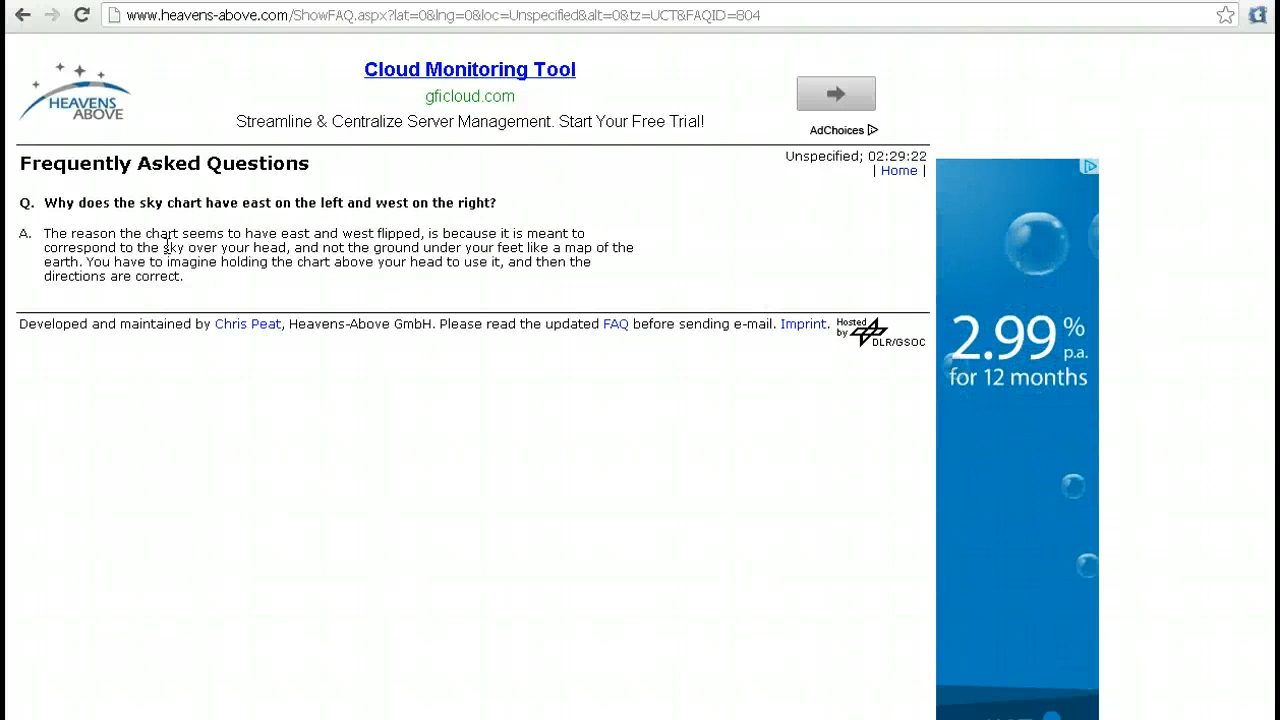 www.heavens-above.com/ShowFAQ.aspx?lat=0&lng=0&loc=Unspecified&alt=0&tz=UCT&FAQID=804
HEAVENS
ABOVE
Cloud Monitoring Tool
gficloud.com
Streamline & Centralize Server Management. Start Your Free Trial!
AdChoices
Frequently Asked Questions
Unspecified; 02:29:22
| Home |
Q. Why does the sky chart have east on the left and west on the right?
A. The reason the chart seems to have east and west flipped, is because it is meant to
correspond to the sky over your head, and not the ground under your feet like a map of the
earth. You have to imagine holding the chart above your head to use it, and then the
directions are correct.
Developed and maintained by Chris Peat, Heavens-Above GmbH. Please read the updated FAQ before sending e-mail. Imprint.
Hosted
by
DLR/GSOC
2.99%
p.a.
for 12 months